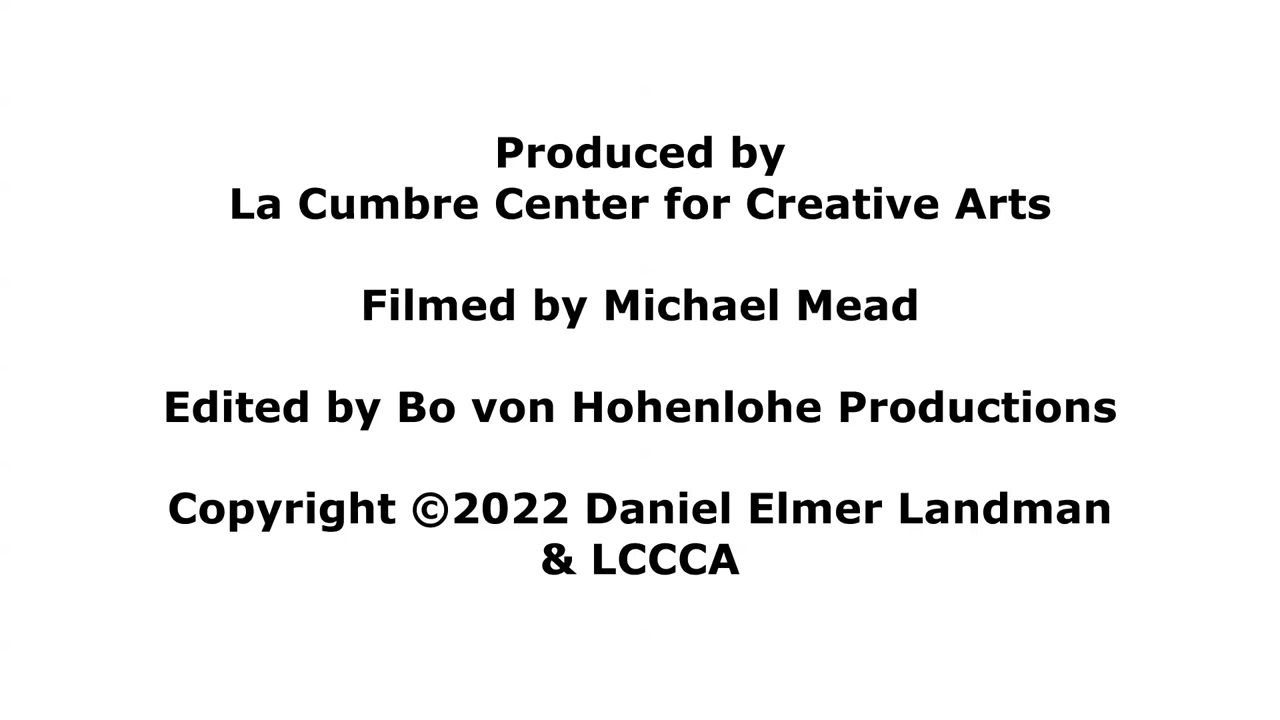 Produced by
La Cumbre Center for Creative Arts
Filmed by Michael Mead
Edited by Bo von Hohenlohe Productions
Copyright ©2022 Daniel Elmer Landman
& LCCCA